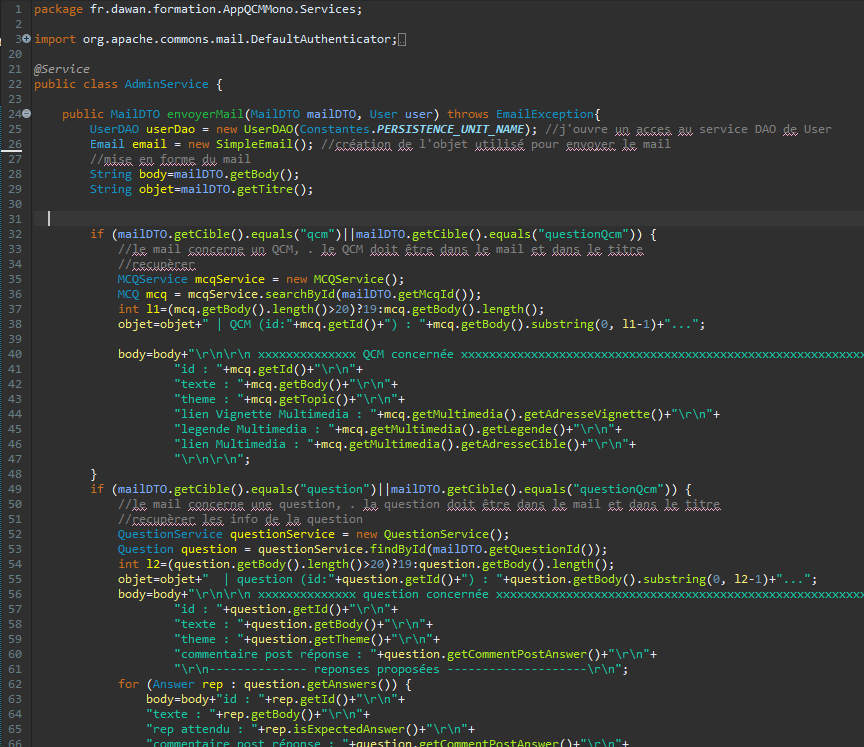 1 package fr.dawan.formation.AppQCMMono.Services;
2
3 import org.apache.commons.mail.DefaultAuthenticator;
20
21 @Service
22 public class AdminService {
23
24 public MailDTO envoyerMail(MailDTO mailDTO, User user) throws EmailException{
25 UserDAO userDao = new UserDAO(Constantes.PERSISTENCE_UNIT_NAME); //j'ouvre un acces au service DAO de User
26 Email email = new SimpleEmail(); //création de l'objet utilisé pour envoyer le mail
27 //mise en forme du mail
28 String body=mailDTO.getBody();
29 String objet=mailDTO.getTitre();
30
31
32 if (mailDTO.getCible().equals("qcm")||mailDTO.getCible().equals("questionQcm")) {
33 //le mail concerne un QCM, . le QCM doit être dans le mail et dans le titre
34 //recupèrer
35 MCQService mcqService = new MCQService();
36 MCQ mcq = mcqService.searchById(mailDTO.getMcqId());
37 int l1=(mcq.getBody().length()>20)?19:mcq.getBody().length();
38 objet=objet+" | QCM (id:"+mcq.getId()+") : "+mcq.getBody().substring(0, l1-1)+"...";
39
40 body=body+"\r\n\r\n xxxxxxxxxxxxxx QCM concernée xxxxxxxxxxxxxxxxxxxxxxxxxxxxxxxxxxxxxxxxxxxxxxxxxxxxxxxxxx
41 "id : "+mcq.getId()+"\r\n"+
42 "texte : "+mcq.getBody()+"\r\n"+
43 "theme : "+mcq.getTopic()+"\r\n"+
44 "lien Vignette Multimedia : "+mcq.getMultimedia().getAdresseVignette()+"\r\n"+
45 "legende Multimedia : "+mcq.getMultimedia().getLegende()+"\r\n"+
46 "lien Multimedia : "+mcq.getMultimedia().getAdresseCible()+"\r\n"+
47 "\r\n\r\n";
48 }
49 if (mailDTO.getCible().equals("question")||mailDTO.getCible().equals("questionQcm")) {
50 //le mail concerne une question, . la question doit être dans le mail et dans le titre
51 //recupèrer les info de la question
52 QuestionService questionService = new QuestionService();
53 Question question = questionService.findById(mailDTO.getQuestionId());
54 int l2=(question.getBody().length()>20)?19:question.getBody().length();
55 objet=objet+"  | question (id:"+question.getId()+") : "+question.getBody().substring(0, l2-1)+"...";
56 body=body+"\r\n\r\n xxxxxxxxxxxxxx question concernée xxxxxxxxxxxxxxxxxxxxxxxxxxxxxxxxxxxxxxxxxxxxxxxxxxxxx
57 "id : "+question.getId()+"\r\n"+
58 "texte : "+question.getBody()+"\r\n"+
59 "theme : "+question.getTheme()+"\r\n"+
60 "commentaire post réponse : "+question.getCommentPostAnswer()+"\r\n"+
61 "\r\n-------------- reponses proposées --------------------\r\n";
62 for (Answer rep : question.getAnswers()) {
63 body=body+"id : "+rep.getId()+"\r\n"+
64 "texte : "+rep.getBody()+"\r\n"+
65 "rep attendu : "+rep.isExpectedAnswer()+"\r\n"+
66 "commentaire post réponse : "+question.getCommentPostAnswer()+"\r\n"+